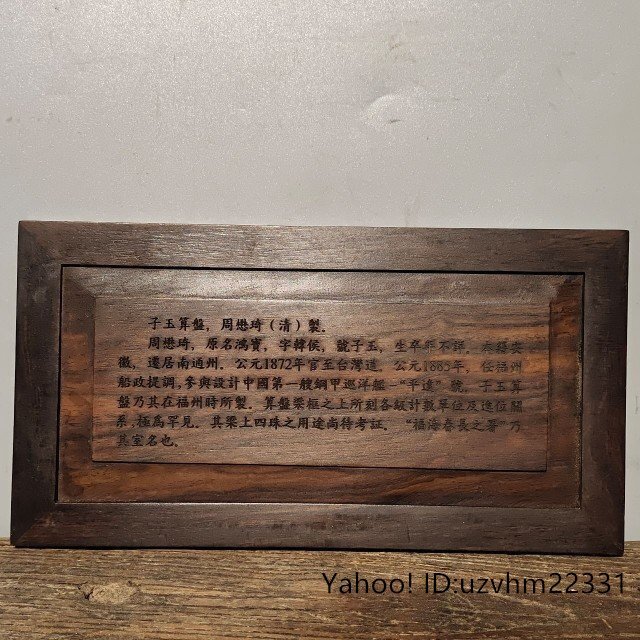 子玉算盤，周懋琦（清）製．
周懋琦，原名鴻寶，字韓侯，號子玉，生卒年不詳．本籍安
徽，遷居南通州．公元1872年官至台灣道．公元1885年，任福州
船政提調，參與設計中國第一艘鋼甲巡洋艦－“平遠”號．子玉算
盤乃其在福州時所製．算盤梁框之上所刻各級計數單位及進位關
系，極為罕見．其梁上四珠之用途尚待考証．“福海春長之署”乃
其室名也．
Yahoo! ID:uzvhm22331